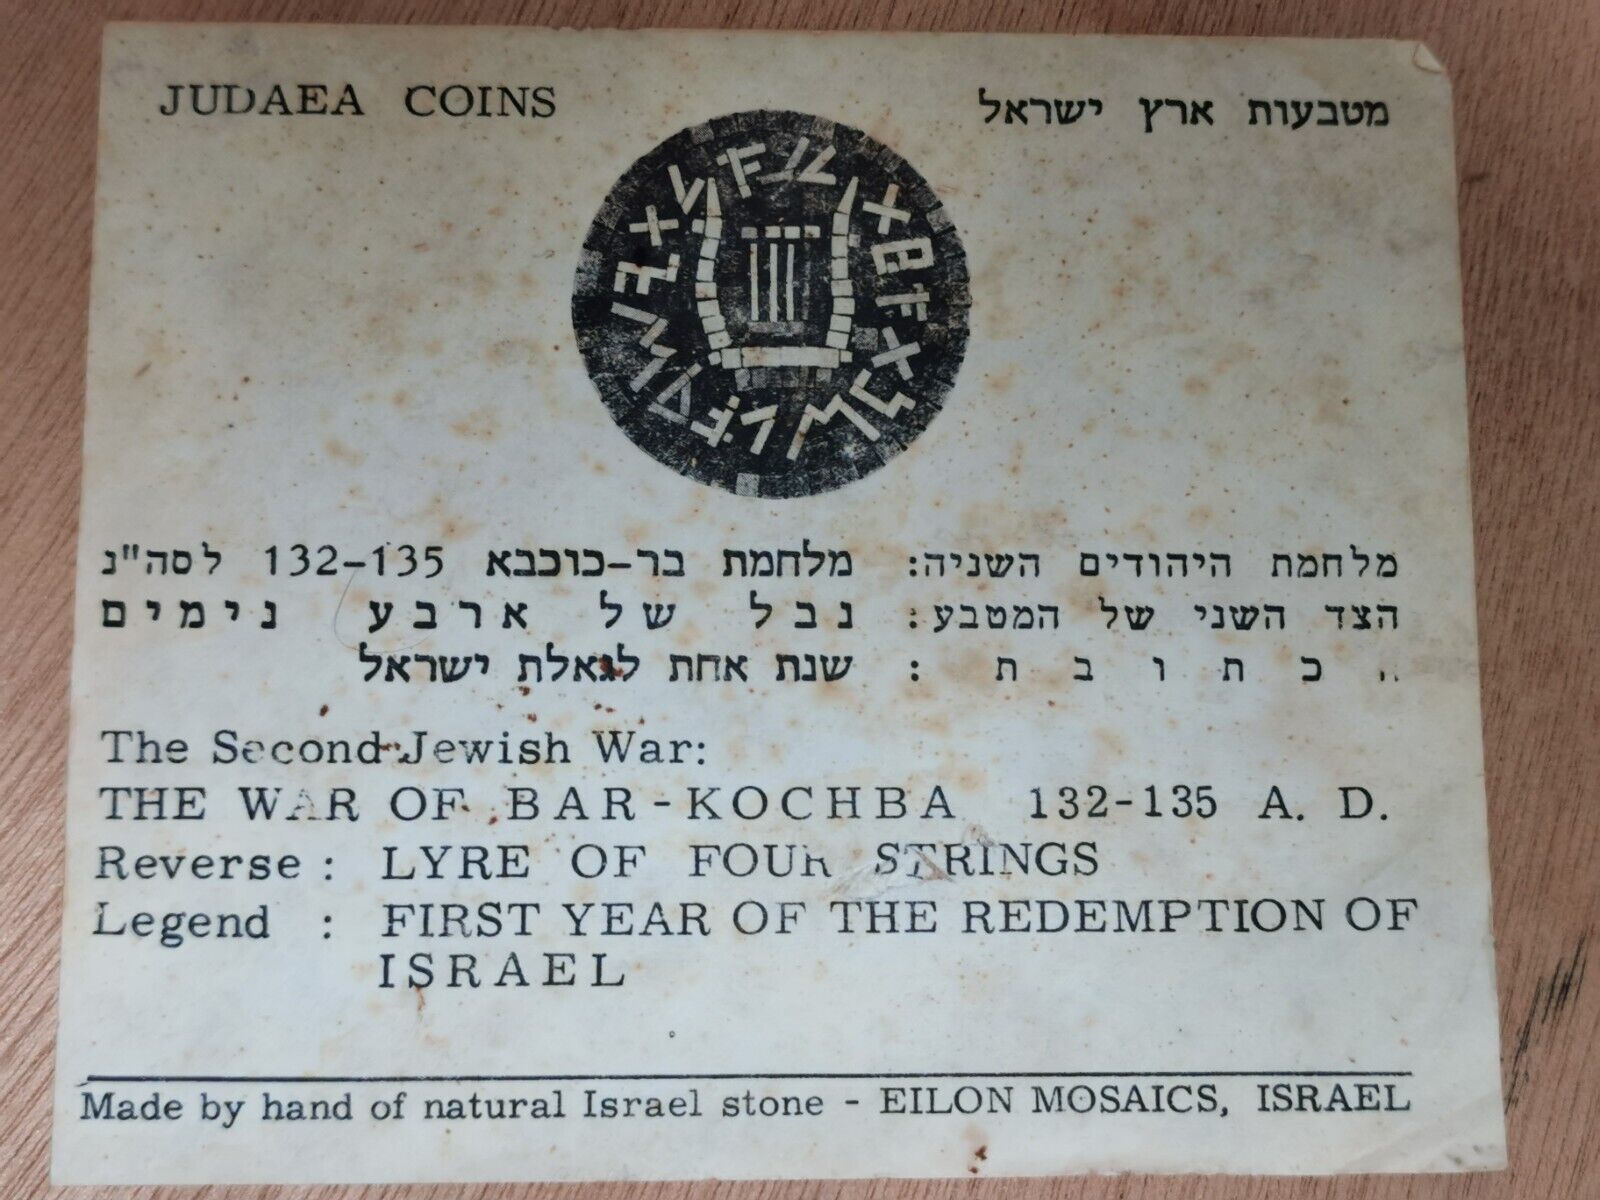 JUDAEA COINS
מטבעות ארץ ישראל
מלחמת היהודים השניה: מלחמת בר-כוכבא 132-135 לסה"נ
הצד השני של המטבע: נבל של ארבע נימים
כתובת : שנת אחת לגאלת ישראל
The Second Jewish War:
THE WAR OF BAR-KOCHBA 132-135 A. D.
Reverse : LYRE OF FOUR STRINGS
Legend : FIRST YEAR OF THE REDEMPTION OF
ISRAEL
Made by hand of natural Israel stone - EILON MOSAICS, ISRAEL